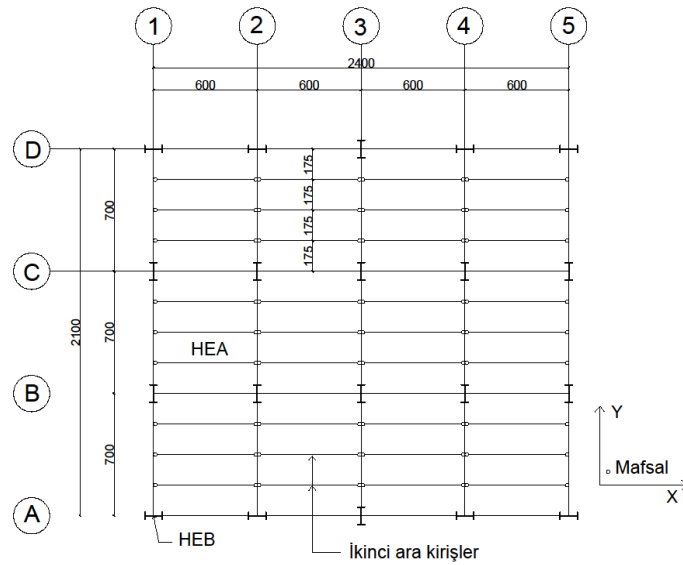 1 2 3 4 5
2400
600 600 600 600
D
175
175
175
175
700
C
2100
700
HEA
B
700
Y
Mafsal
X
A
HEB
İkinci ara kirişler